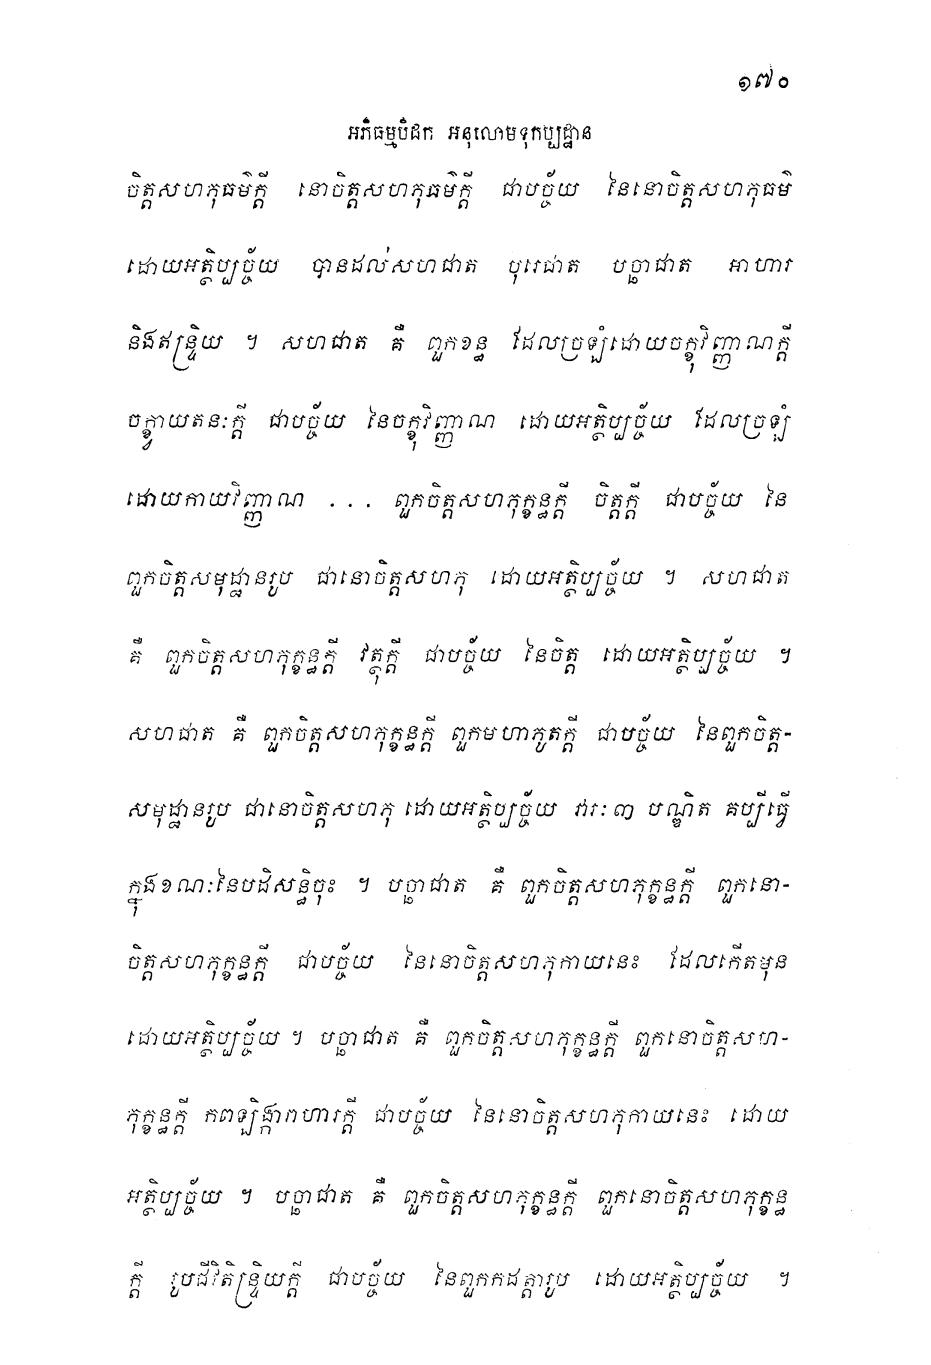 ១៧០
អភិធម្មបិដក អនុលោមទុកប្បដ្ឋាន
ចិត្តសហភុធម៌ក្តី នោចិត្តសហភុធម៌ក្តី ជាបច្ច័យ នៃនោចិត្តសហភុធម៌
ដោយអត្ថិប្បច្ច័យ បានដល់សហជាត បុរេជាត បច្ឆាជាត អាហារ
និងឥន្ទ្រិយ ។ សហជាត គឺ ពួកខន្ធ ដែលច្រឡំដោយចក្ខុវិញ្ញាណក្តី
ចក្ខាយតនៈក្តី ជាបច្ច័យ នៃចក្ខុវិញ្ញាណ ដោយអត្ថិប្បច្ច័យ ដែលច្រឡំ
ដោយកាយវិញ្ញាណ ... ពួកចិត្តសហភុក្ខន្ធក្តី ចិត្តក្តី ជាបច្ច័យ នៃ
ពួកចិត្តសមុដ្ឋានរូប ជានោចិត្តសហភុ ដោយអត្ថិប្បច្ច័យ ។ សហជាត
គឺ ពួកចិត្តសហភុក្ខន្ធក្តី វត្ថុក្តី ជាបច្ច័យ នៃចិត្ត ដោយអត្ថិប្បច្ច័យ ។
សហជាត គឺ ពួកចិត្តសហភុក្ខន្ធក្តី ពួកមហាភូតក្តី ជាបច្ច័យ នៃពួកចិត្ត-
សមុដ្ឋានរូប ជានោចិត្តសហភុ ដោយអត្ថិប្បច្ច័យ វារៈ ៣ បណ្ឌិត គប្បីធ្វើ
ក្នុងខណៈនៃបដិសន្ធិចុះ ។ បច្ឆាជាត គឺ ពួកចិត្តសហភុក្ខន្ធក្តី ពួកនោ-
ចិត្តសហភុក្ខន្ធក្តី ជាបច្ច័យ នៃនោចិត្តសហភុកាយនេះ ដែលកើតមុន
ដោយអត្ថិប្បច្ច័យ ។ បច្ឆាជាត គឺ ពួកចិត្តសហភុក្ខន្ធក្តី ពួកនោចិត្តសហ-
ភុក្ខន្ធក្តី កពឡិង្ការាហារក្តី ជាបច្ច័យ នៃនោចិត្តសហភុកាយនេះ ដោយ
អត្ថិប្បច្ច័យ ។ បច្ឆាជាត គឺ ពួកចិត្តសហភុក្ខន្ធក្តី ពួកនោចិត្តសហភុក្ខន្ធ
ក្តី រូបជីវិតិន្ទ្រិយក្តី ជាបច្ច័យ នៃពួកកដត្តារូប ដោយអត្ថិប្បច្ច័យ ។